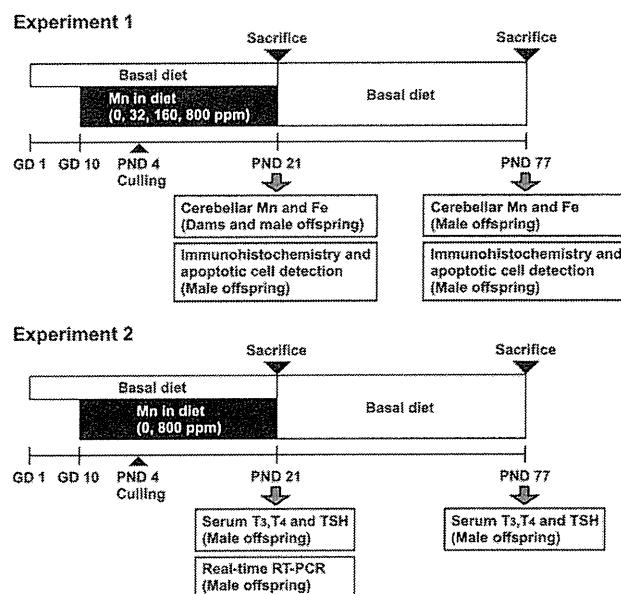 Experiment 1
Sacrifice
Sacrifice
Basal diet
Mn in diet
(0, 32, 160, 800 ppm)
Basal diet
GD 1
GD 10
PND 4
Culling
PND 21
PND 77
Cerebellar Mn and Fe
(Dams and male offspring)
Immunohistochemistry and
apoptotic cell detection
(Male offspring)
Cerebellar Mn and Fe
(Male offspring)
Immunohistochemistry and
apoptotic cell detection
(Male offspring)
Experiment 2
Sacrifice
Sacrifice
Basal diet
Mn in diet
(0, 800 ppm)
Basal diet
GD 1
GD 10
PND 4
Culling
PND 21
PND 77
Serum T3,T4 and TSH
(Male offspring)
Real-time RT-PCR
(Male offspring)
Serum T3,T4 and TSH
(Male offspring)